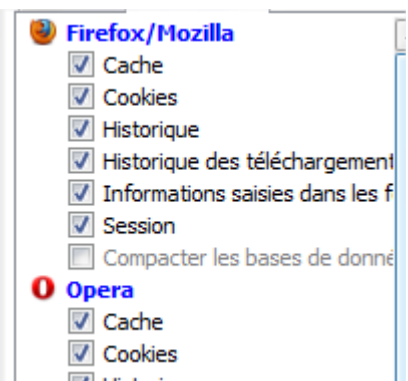 Firefox/Mozilla
Cache
Cookies
Historique
Historique des téléchargement
Informations saisies dans les f
Session
Compacter les bases de donné
Opera
Cache
Cookies